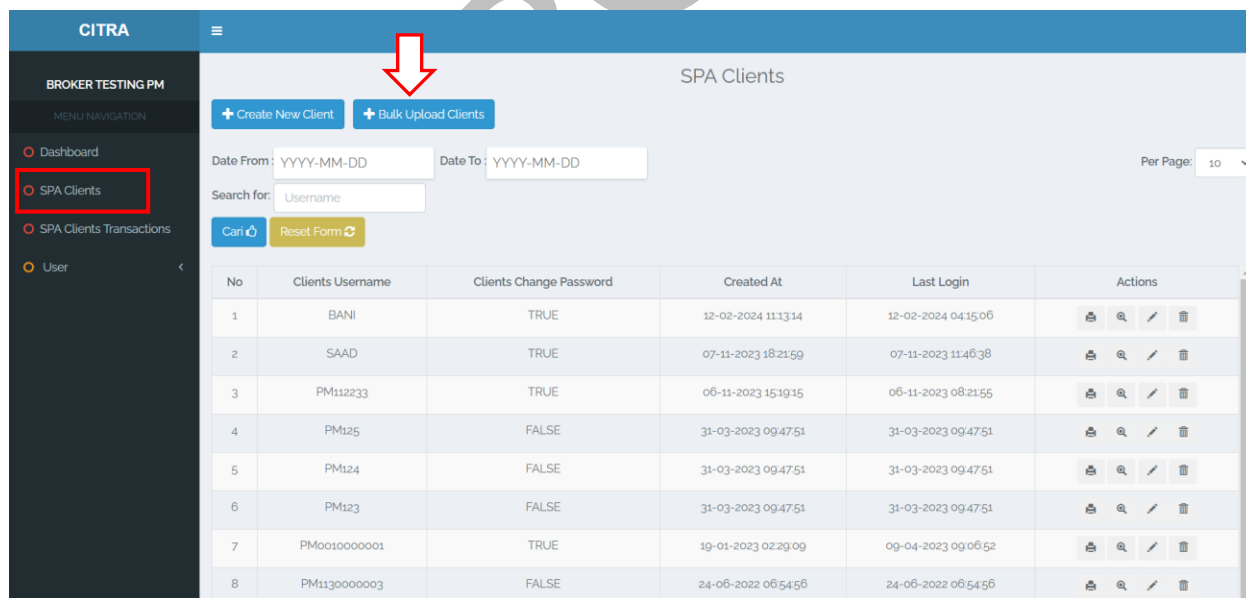 CITRA
BROKER TESTING PM
SPA Clients
MENU NAVIGATION
Create New Client Bulk Upload Clients
Dashboard
Date From : YYYY-MM-DD Date To : YYYY-MM-DD Per Page: 10
SPA Clients
Search for: Username
SPA Clients Transactions
Cari Reset Form
User
No Clients Username Clients Change Password Created At Last Login Actions
1 BANI TRUE 12-02-2024 11:13:14 12-02-2024 04:15:06
2 SAAD TRUE 07-11-2023 18:21:59 07-11-2023 11:46:38
3 PM112233 TRUE 06-11-2023 15:19:15 06-11-2023 08:21:55
4 PM125 FALSE 31-03-2023 09:47:51 31-03-2023 09:47:51
5 PM124 FALSE 31-03-2023 09:47:51 31-03-2023 09:47:51
6 PM123 FALSE 31-03-2023 09:47:51 31-03-2023 09:47:51
7 PM0010000001 TRUE 19-01-2023 02:29:09 09-04-2023 09:06:52
8 PM1130000003 FALSE 24-06-2022 06:54:56 24-06-2022 06:54:56